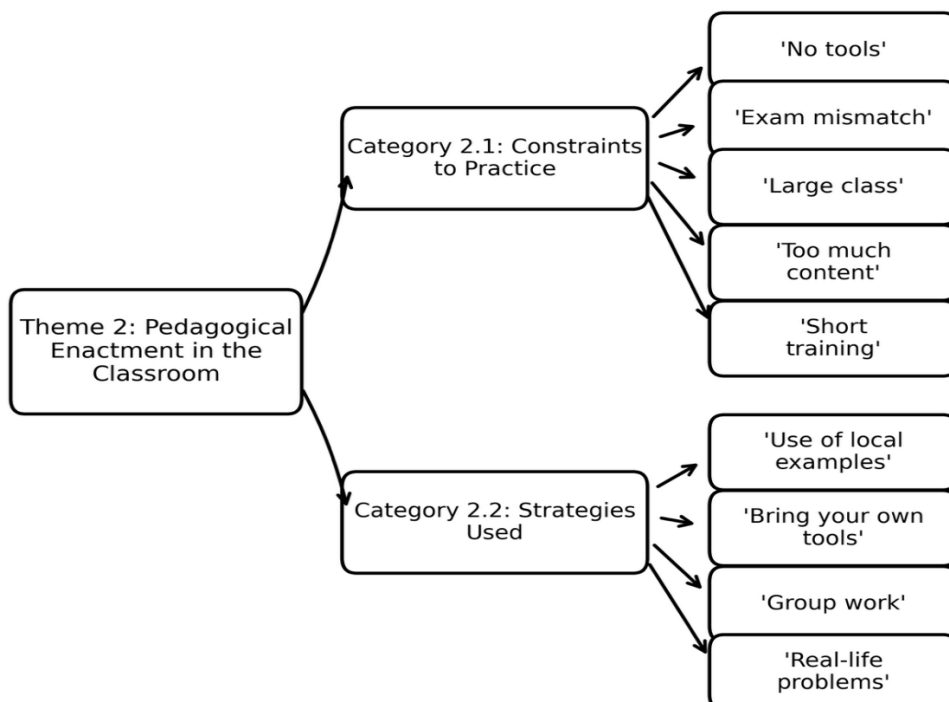 Theme 2: Pedagogical
Enactment in the
Classroom
Category 2.1: Constraints
to Practice
'No tools'
'Exam mismatch'
'Large class'
'Too much
content'
'Short
training'
Category 2.2: Strategies
Used
'Use of local
examples'
'Bring your own
tools'
'Group work'
'Real-life
problems'